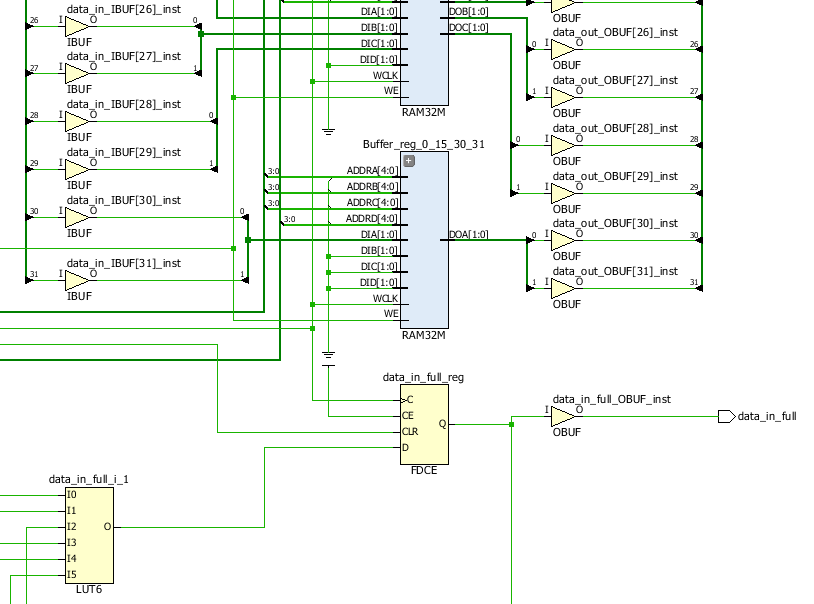 DIA[1:0] DOB[1:0] OBUF
26 data_in_IBUF[26]_inst I O 0 IBUF
DIB[1:0] DOC[1:0]
data_out_OBUF[26]_inst 0 I O 26 OBUF
DIC[1:0]
27 data_in_IBUF[27]_inst I O 1 IBUF
DID[1:0]
WCLK
WE
RAM32M
data_out_OBUF[27]_inst 1 I O 27 OBUF
28 data_in_IBUF[28]_inst I O 0 IBUF
data_out_OBUF[28]_inst 0 I O 28 OBUF
29 data_in_IBUF[29]_inst I O 1 IBUF
data_out_OBUF[29]_inst 1 I O 29 OBUF
Buffer_reg_0_15_30_31
3:0 ADDRA[4:0]
3:0 ADDRB[4:0]
3:0 ADDRC[4:0]
3:0 ADDRD[4:0]
DIA[1:0] DOA[1:0]
DIB[1:0]
DIC[1:0]
DID[1:0]
WCLK
WE
RAM32M
30 data_in_IBUF[30]_inst I O 0 IBUF
data_out_OBUF[30]_inst 0 I O 30 OBUF
31 data_in_IBUF[31]_inst I O 1 IBUF
data_out_OBUF[31]_inst 1 I O 31 OBUF
data_in_full_reg
C
CE
CLR
D
Q
FDCE
data_in_full_OBUF_inst
I O
OBUF
data_in_full
data_in_full_i_1
I0
I1
I2
I3
I4
I5
O
LUT6